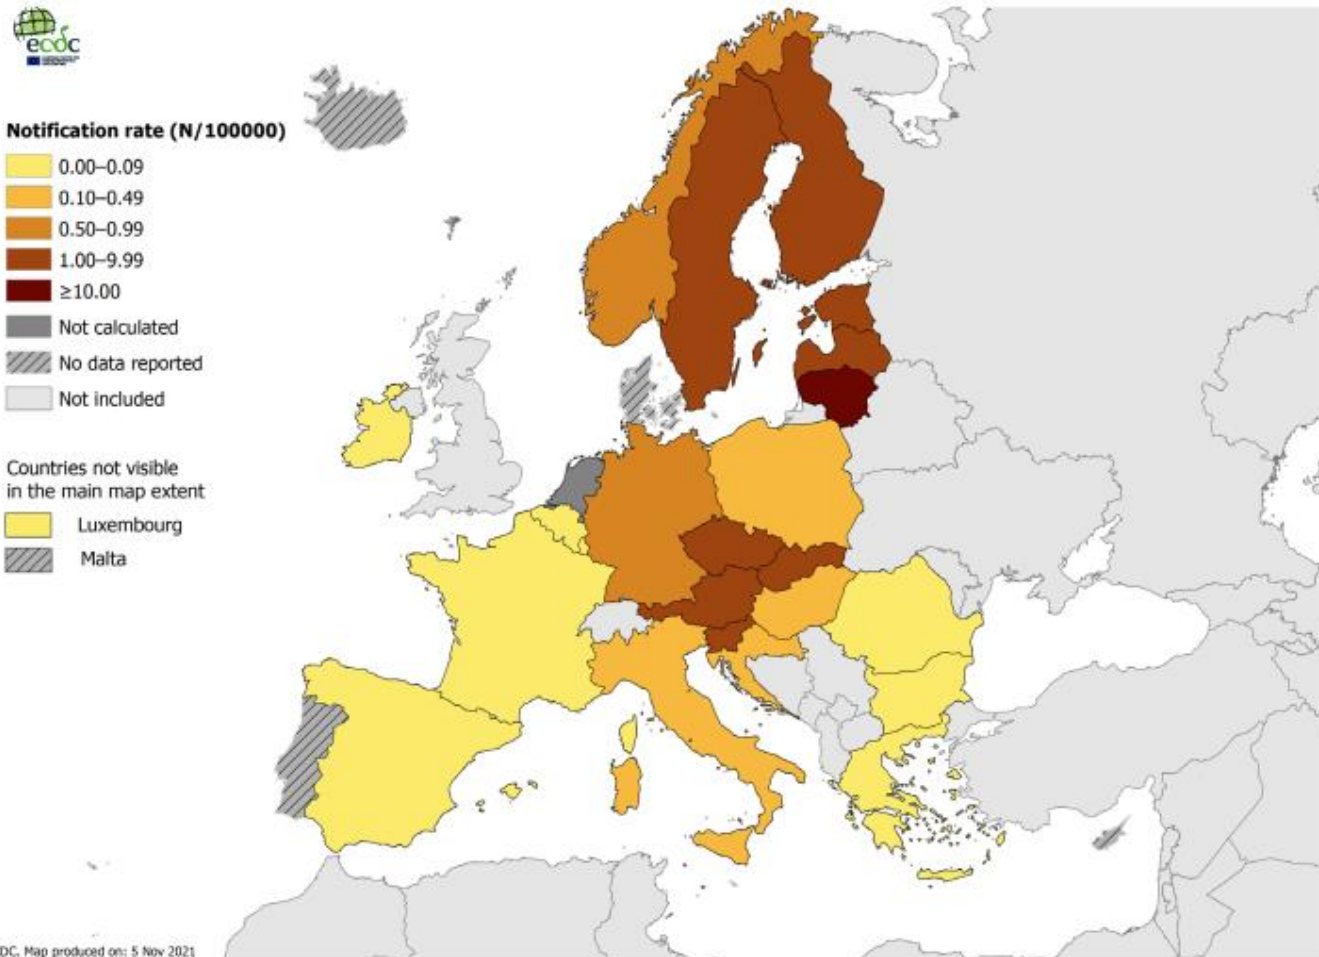 ecdc
Notification rate (N/100000)
0.00–0.09
0.10–0.49
0.50–0.99
1.00–9.99
≥10.00
Not calculated
No data reported
Not included
Countries not visible
in the main map extent
Luxembourg
Malta
DC. Map produced on: 5 Nov 2021